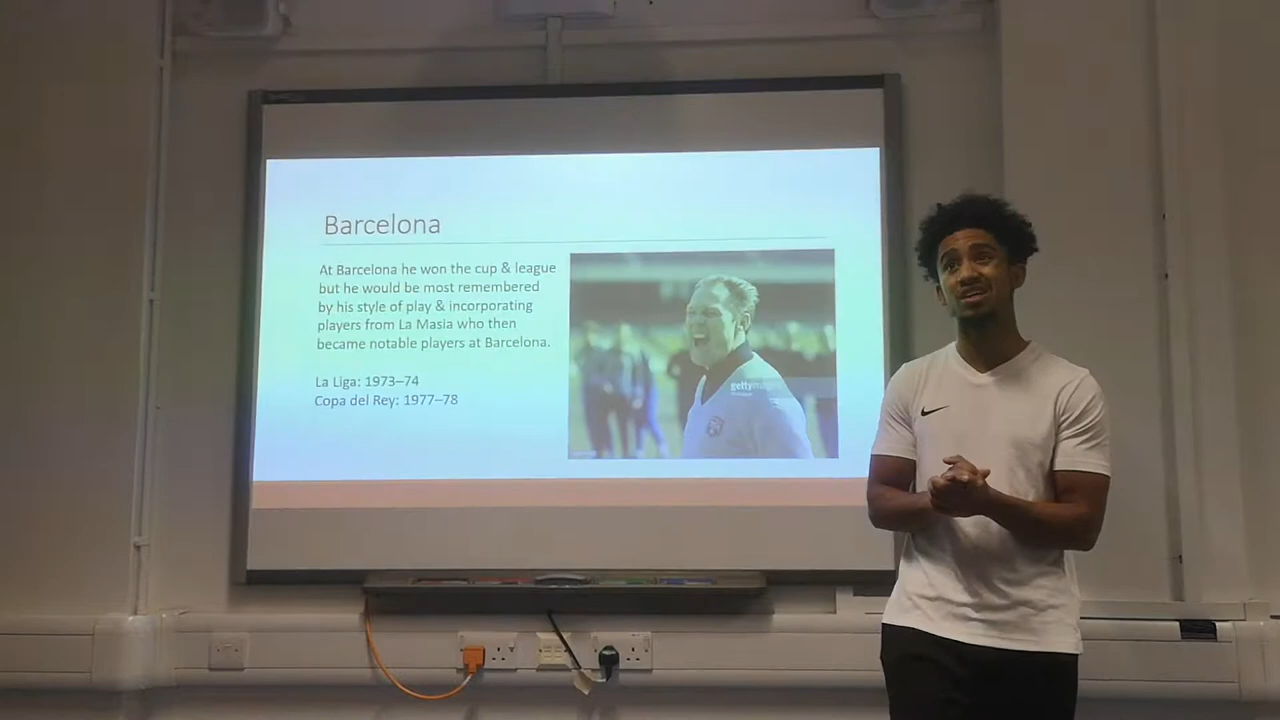 Barcelona
At Barcelona he won the cup & league
but he would be most remembered
by his style of play & incorporating
players from La Masia who then
became notable players at Barcelona.
La Liga: 1973–74
Copa del Rey: 1977–78
gettyimages